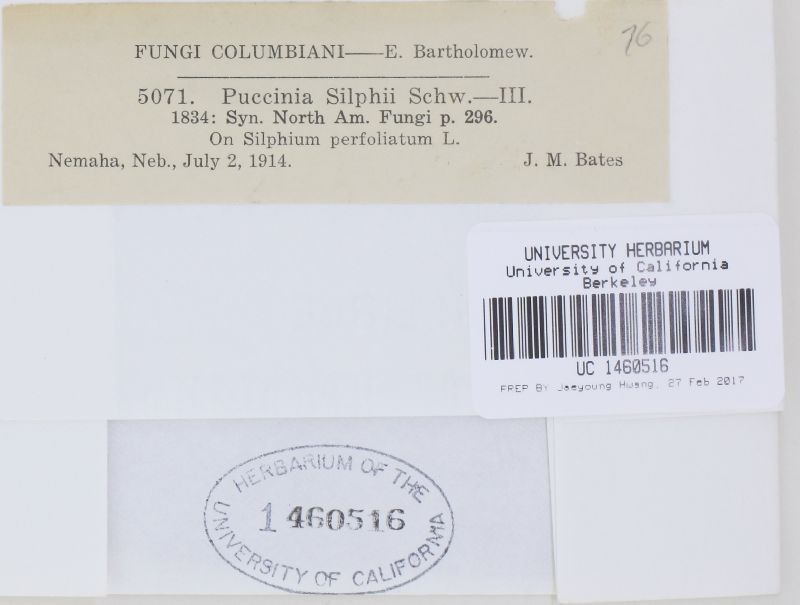 76
FUNGI COLUMBIANI—E. Bartholomew.
5071. Puccinia Silphii Schw.—III.
1834: Syn. North Am. Fungi p. 296.
On Silphium perfoliatum L.
Nemaha, Neb., July 2, 1914. J. M. Bates
UNIVERSITY HERBARIUM
University of California
Berkeley
UC 1460516
PREP BY Jaeyoung Hwang, 27 Feb 2017
HERBARIUM OF THE
1460516
UNIVERSITY OF CALIFORNIA